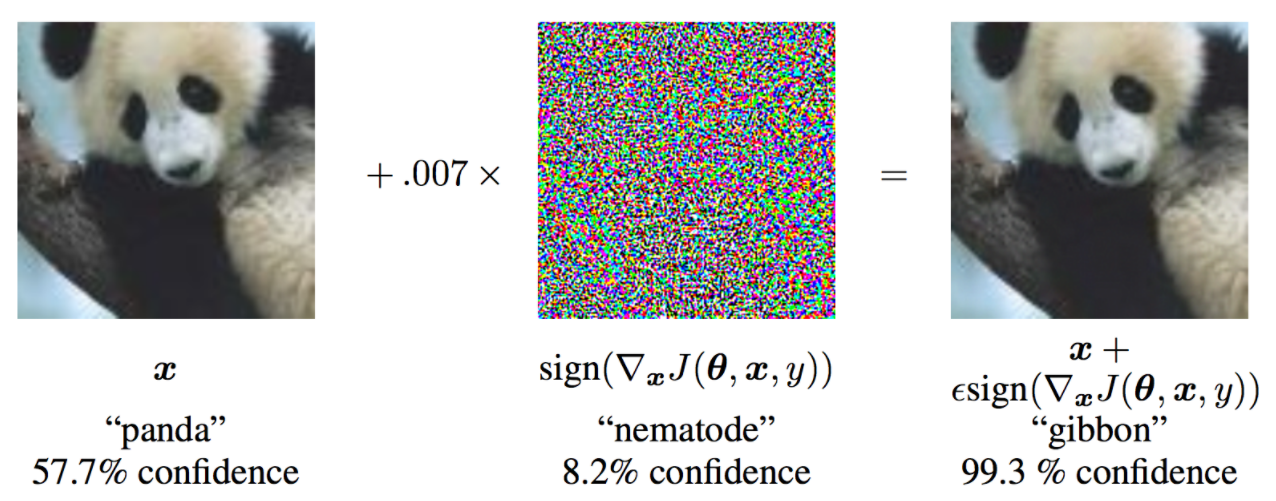 + .007 ×
=
x
sign(∇ₓJ(θ, x, y))
x +
ϵsign(∇ₓJ(θ, x, y))
“panda”
“nematode”
“gibbon”
57.7% confidence
8.2% confidence
99.3 % confidence